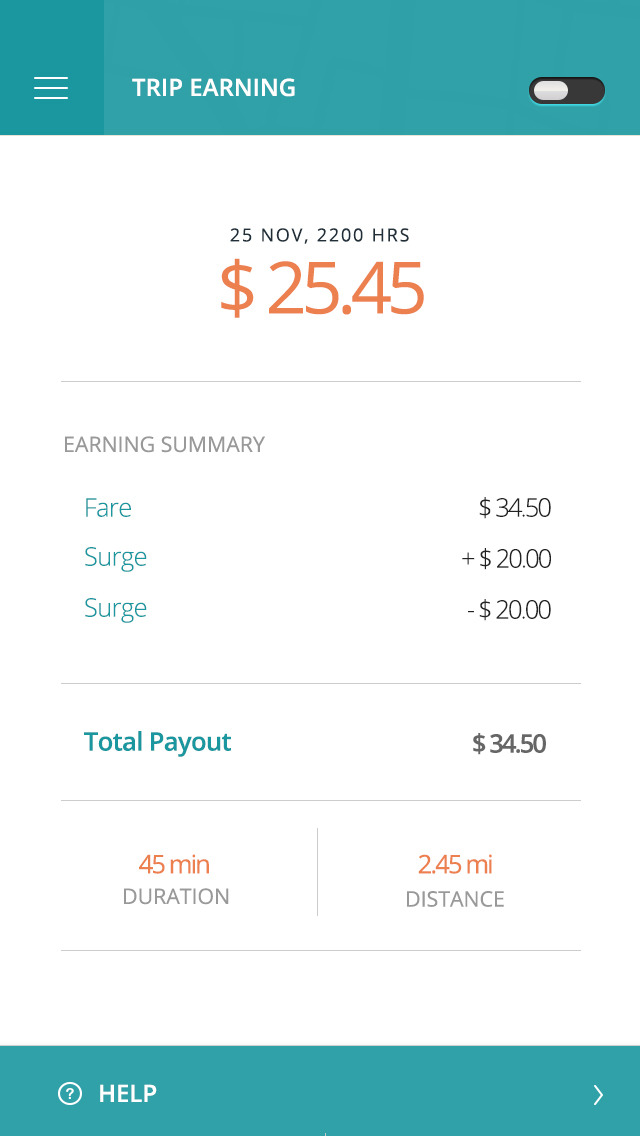 TRIP EARNING
25 NOV, 2200 HRS
$ 25.45
EARNING SUMMARY
Fare $ 34.50
Surge + $ 20.00
Surge - $ 20.00
Total Payout $ 34.50
45 min 2.45 mi
DURATION DISTANCE
? HELP